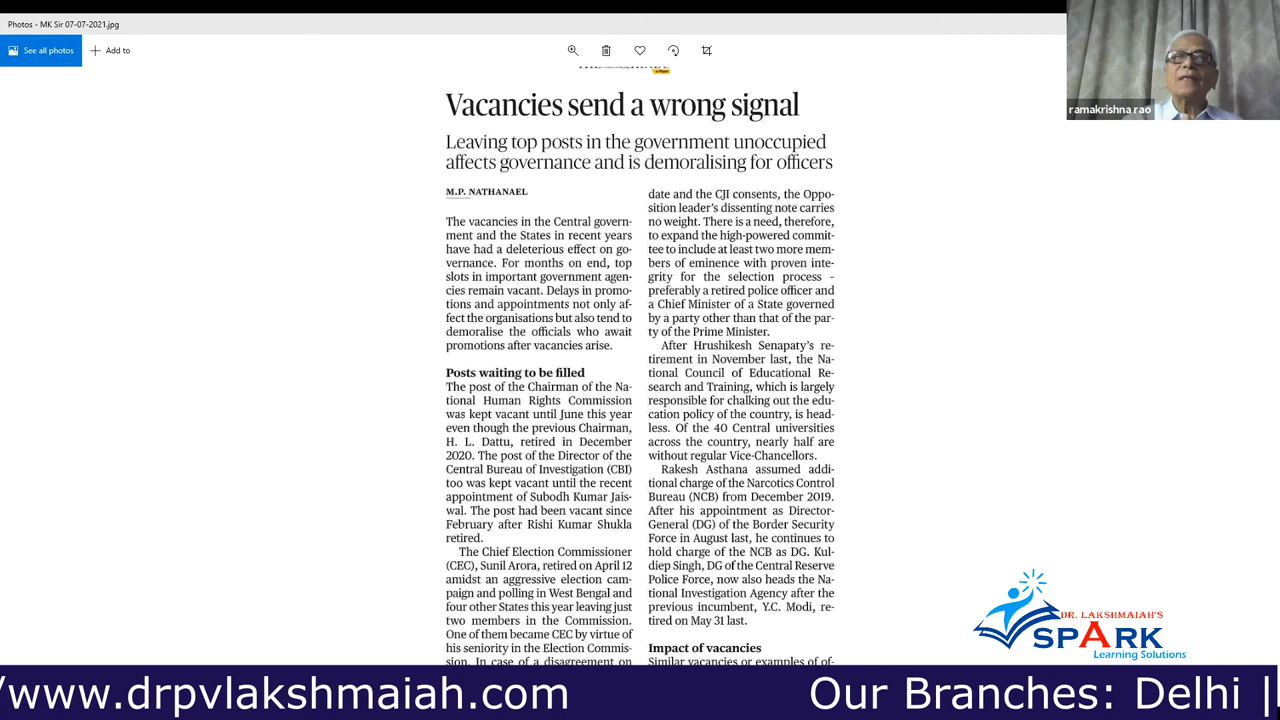 Photos - MK Sir 07-07-2021.jpg
See all photos
Add to
ramakrishna rao
Vacancies send a wrong signal
Leaving top posts in the government unoccupied
affects governance and is demoralising for officers
M.P. NATHANAEL
The vacancies in the Central govern-
ment and the States in recent years
have had a deleterious effect on go-
vernance. For months on end, top
slots in important government agen-
cies remain vacant. Delays in promo-
tions and appointments not only af-
fect the organisations but also tend to
demoralise the officials who await
promotions after vacancies arise.
Posts waiting to be filled
The post of the Chairman of the Na-
tional Human Rights Commission
was kept vacant until June this year
even though the previous Chairman,
H. L. Dattu, retired in December
2020. The post of the Director of the
Central Bureau of Investigation (CBI)
too was kept vacant until the recent
appointment of Subodh Kumar Jais-
wal. The post had been vacant since
February after Rishi Kumar Shukla
retired.
The Chief Election Commissioner
(CEC), Sunil Arora, retired on April 12
amidst an aggressive election cam-
paign and polling in West Bengal and
four other States this year leaving just
two members in the Commission.
One of them became CEC by virtue of
his seniority in the Election Commis-
sion. In case of a disagreement on
date and the CJI consents, the Oppo-
sition leader's dissenting note carries
no weight. There is a need, therefore,
to expand the high-powered commit-
tee to include at least two more mem-
bers of eminence with proven inte-
grity for the selection process –
preferably a retired police officer and
a Chief Minister of a State governed
by a party other than that of the par-
ty of the Prime Minister.
After Hrushikesh Senapaty's re-
tirement in November last, the Na-
tional Council of Educational Re-
search and Training, which is largely
responsible for chalking out the edu-
cation policy of the country, is head-
less. Of the 40 Central universities
across the country, nearly half are
without regular Vice-Chancellors.
Rakesh Asthana assumed addi-
tional charge of the Narcotics Control
Bureau (NCB) from December 2019.
After his appointment as Director-
General (DG) of the Border Security
Force in August last, he continues to
hold charge of the NCB as DG. Kul-
diep Singh, DG of the Central Reserve
Police Force, now also heads the Na-
tional Investigation Agency after the
previous incumbent, Y.C. Modi, re-
tired on May 31 last.
Impact of vacancies
Similar vacancies or examples of of-
DR. LAKSHMAIAH'S
SPARK
Learning Solutions
/www.drpvlakshmaiah.com
Our Branches: Delhi |